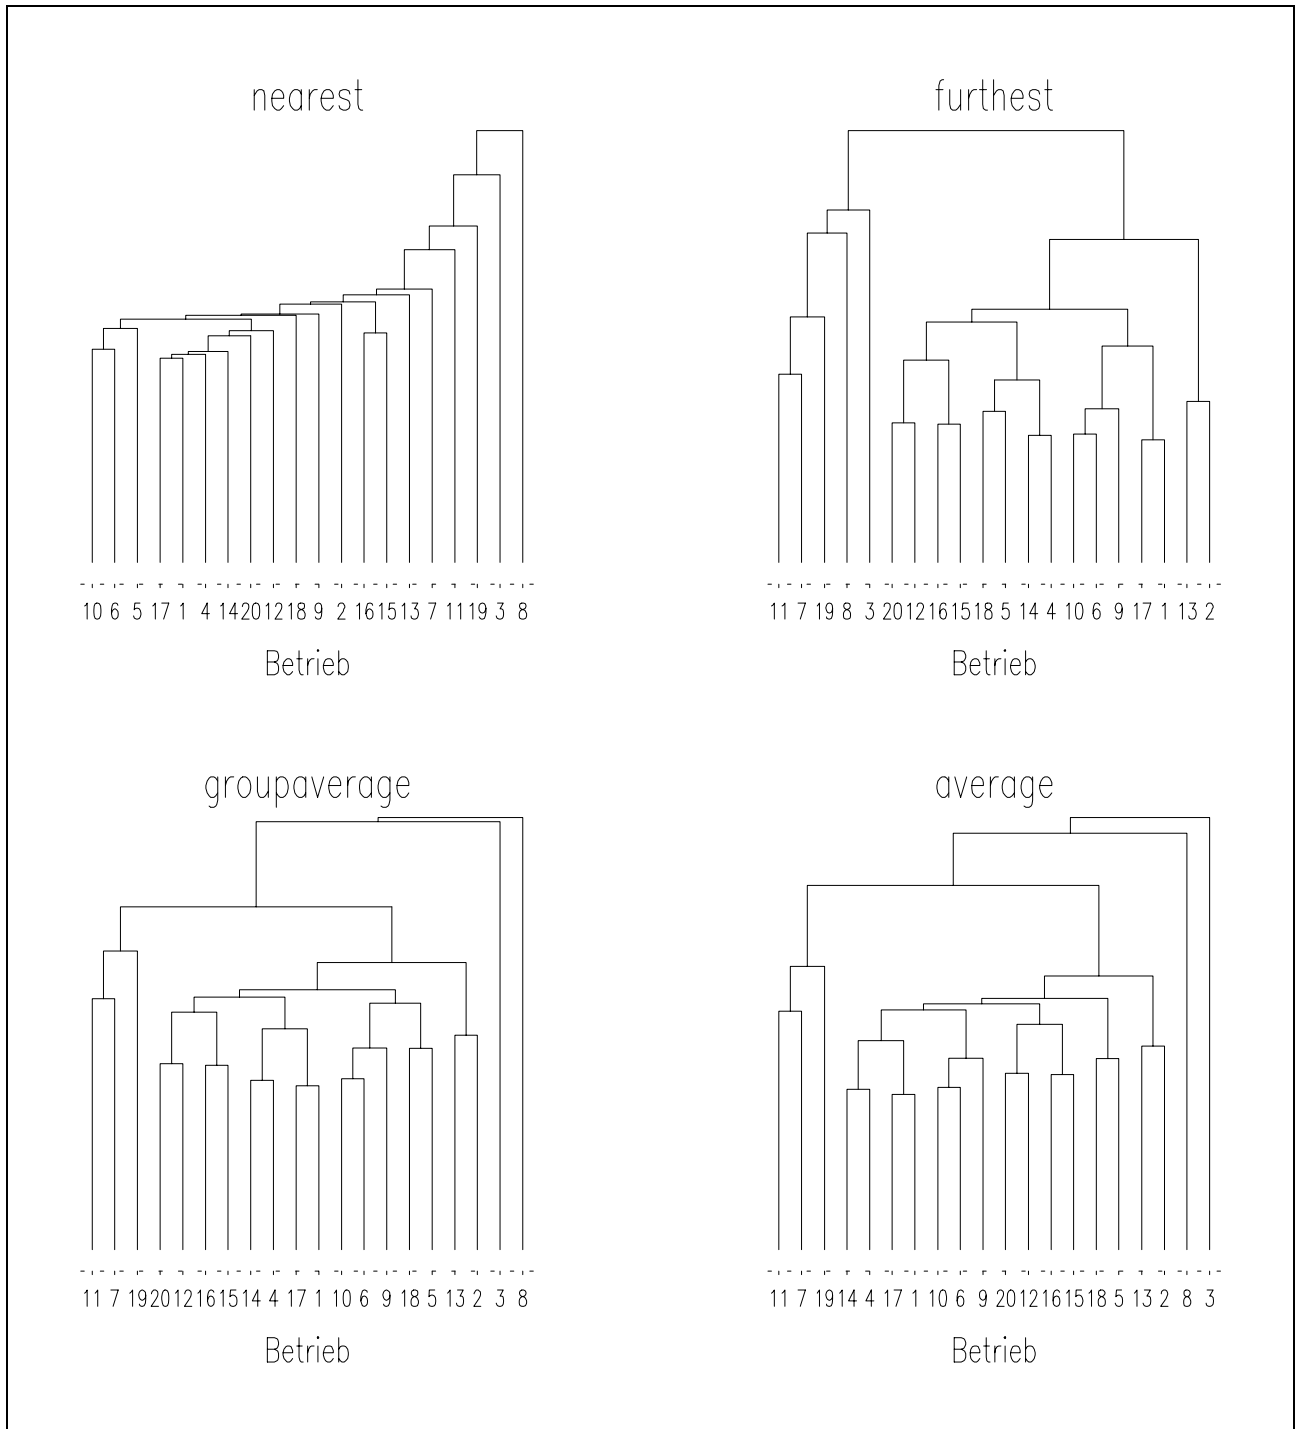 nearest
10 6 5 17 1 4 14 20 12 18 9 2 16 15 13 7 11 19 3 8
Betrieb
furthest
11 7 19 8 3 20 12 16 15 18 5 14 4 10 6 9 17 1 13 2
Betrieb
groupaverage
11 7 19 20 12 16 15 14 4 17 1 10 6 9 18 5 13 2 3 8
Betrieb
average
11 7 19 14 4 17 1 10 6 9 20 12 16 15 18 5 13 2 8 3
Betrieb